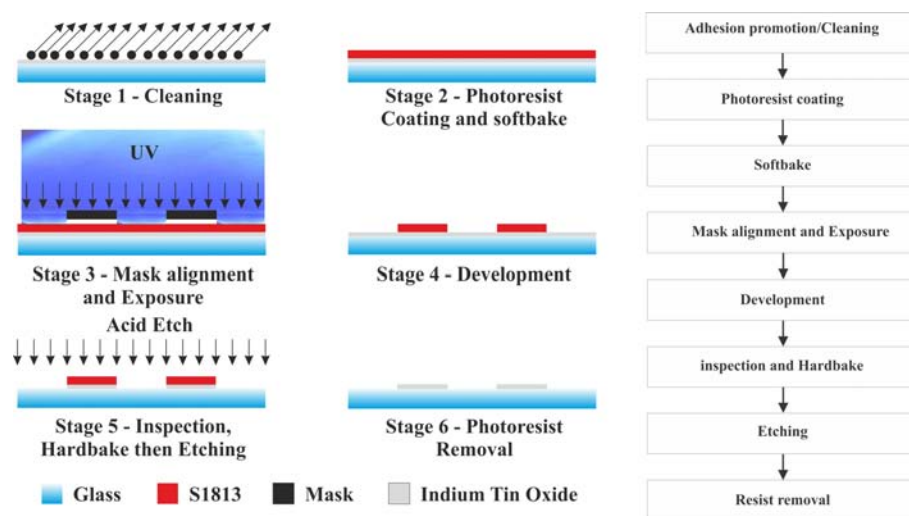 Stage 1 - Cleaning
Stage 2 - Photoresist
Coating and softbake
UV
Stage 3 - Mask alignment
and Exposure
Stage 4 - Development
Acid Etch
Stage 5 - Inspection,
Hardbake then Etching
Stage 6 - Photoresist
Removal
Glass
S1813
Mask
Indium Tin Oxide
Adhesion promotion/Cleaning
Photoresist coating
Softbake
Mask alignment and Exposure
Development
inspection and Hardbake
Etching
Resist removal